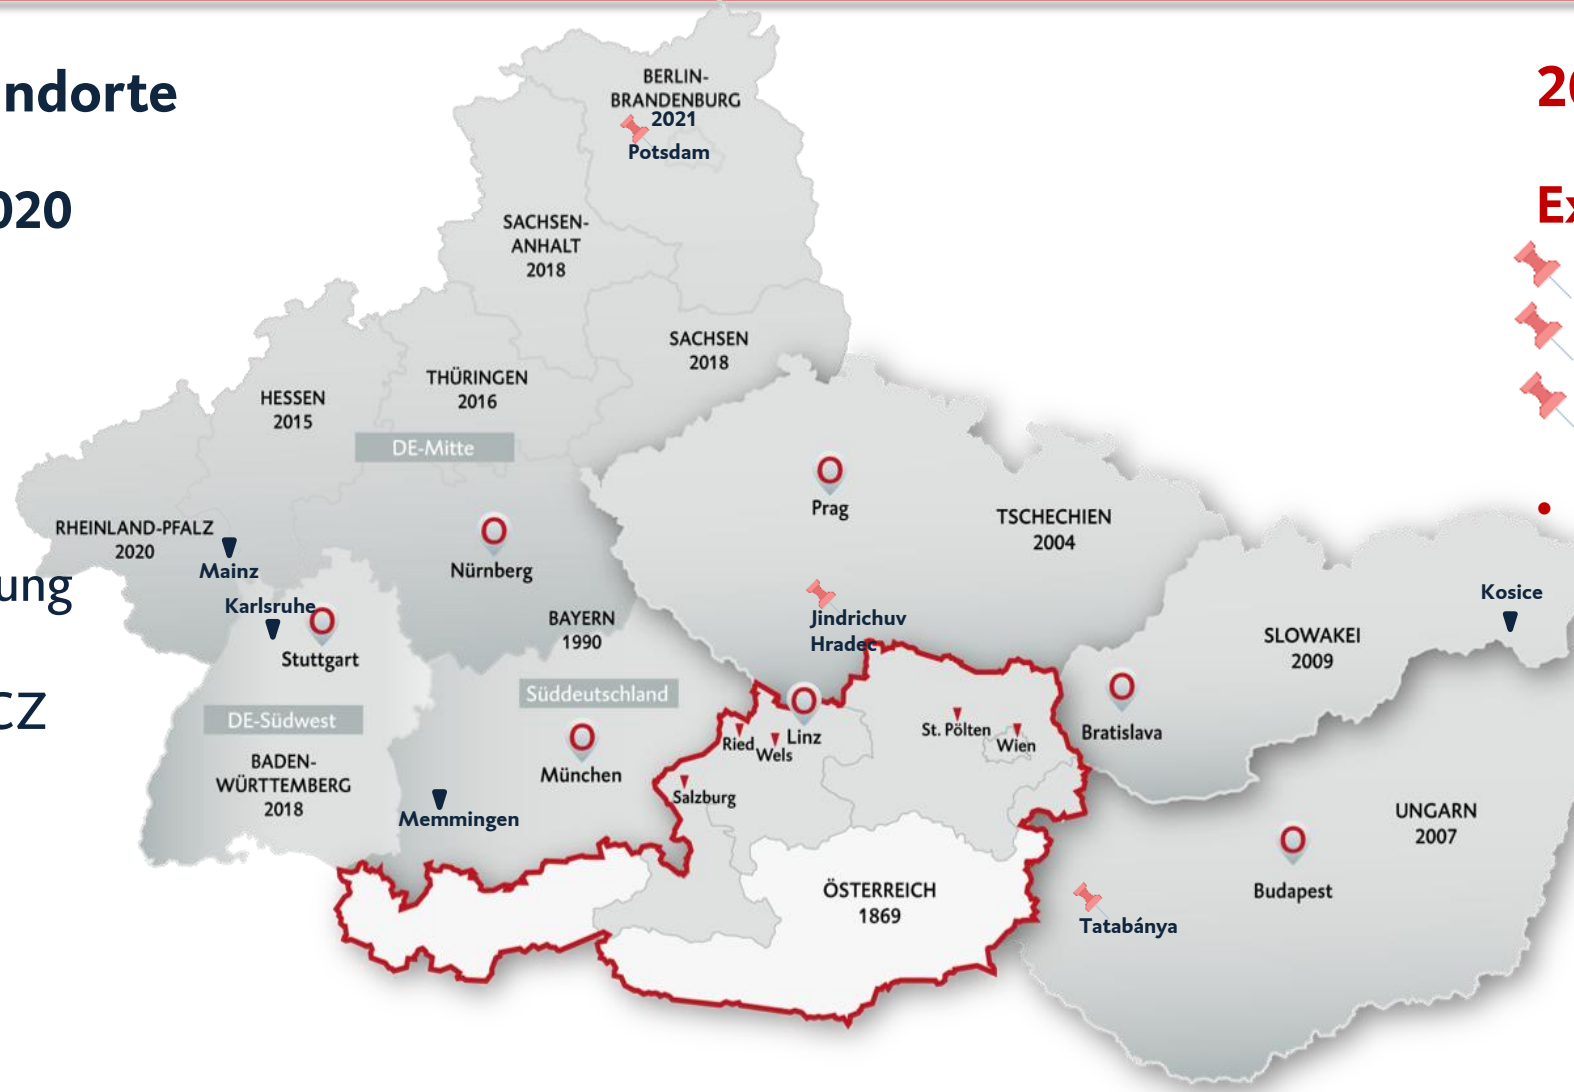 ndorte
020
ung
CZ
BERLIN-
BRANDENBURG
2021
Potsdam
SACHSEN-
ANHALT
2018
SACHSEN
2018
THÜRINGEN
2016
HESSEN
2015
DE-Mitte
RHEINLAND-PFALZ
2020
Mainz
Karlsruhe
Stuttgart
Nürnberg
BAYERN
1990
Süddeutschland
DE-Südwest
BADEN-
WÜRTTEMBERG
2018
München
Memmingen
Prag
TSCHECHIEN
2004
Jindrichuv
Hradec
Linz
Ried
Wels
Salzburg
St. Pölten
Wien
ÖSTERREICH
1869
Bratislava
SLOWAKEI
2009
Kosice
UNGARN
2007
Budapest
Tatabánya
20
Ex
•